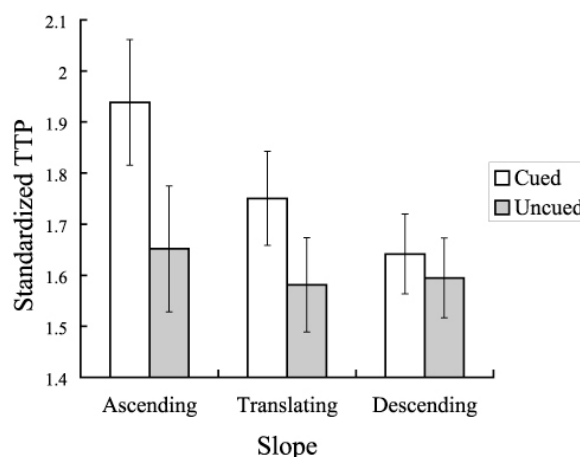 2.1
2
1.9
1.8
1.7
1.6
1.5
1.4
Standardized TTP
Cued
Uncued
Ascending Translating Descending
Slope